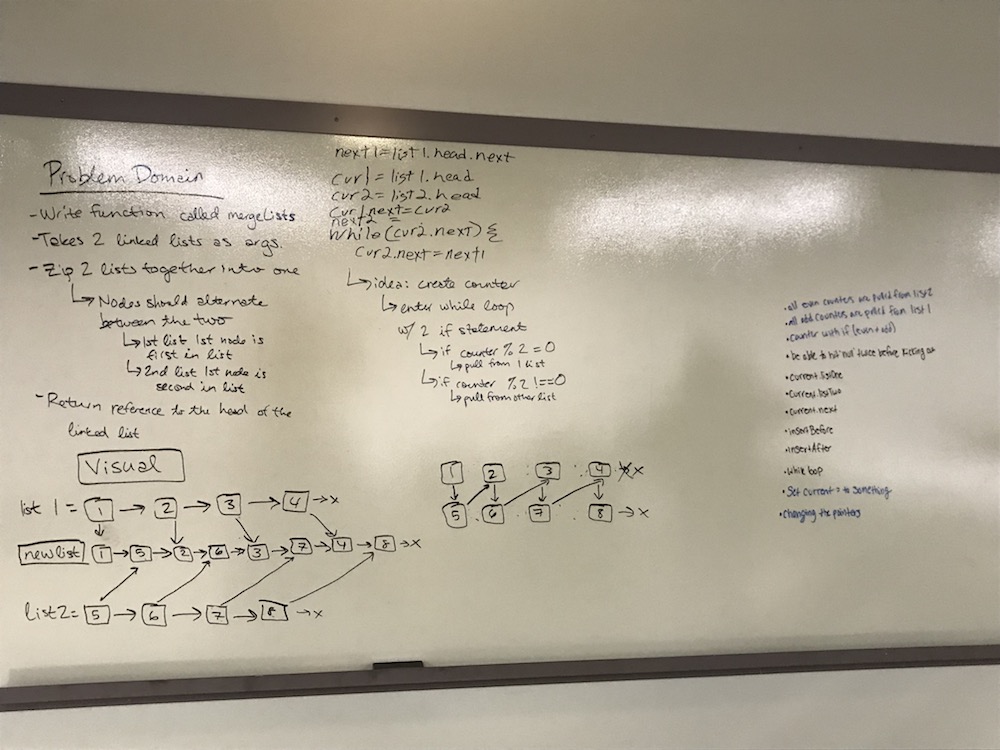 Problem Domain
-Write function called mergeLists
-Takes 2 linked lists as args.
-Zip 2 lists together into one
↳ Nodes should alternate
between the two
↳ 1st list 1st node is
first in list
↳ 2nd list 1st node is
second in list
-Return reference to the head of the
linked list
Visual
list 1 = 1 → 2 → 3 → 4 → x
new list 1 → 5 → 2 → 6 → 3 → 7 → 4 → 8 → x
list2 = 5 → 6 → 7 → 8 → x
next1 = list1.head.next
cur1 = list1.head
cur2 = list2.head
cur1.next = cur2
next2 =
While (cur2.next) {
cur2.next = next1
↳ idea: create counter
↳ enter while loop
w/ 2 if statement
↳ if counter % 2 = 0
↳ pull from 1 list
↳ if counter % 2 !== 0
↳ pull from other list
1 2 3 4 x
5 6 7 8 → x
• all even counters are pulled from list 2
• All odd counters are pulled from list 1
• counter with if (even + odd)
• be able to hit null twice before kicking out
• current.listOne
• current.listTwo
• current.next
• insertBefore
• insertAfter
• While loop
• Set current = to something
• changing the pointers